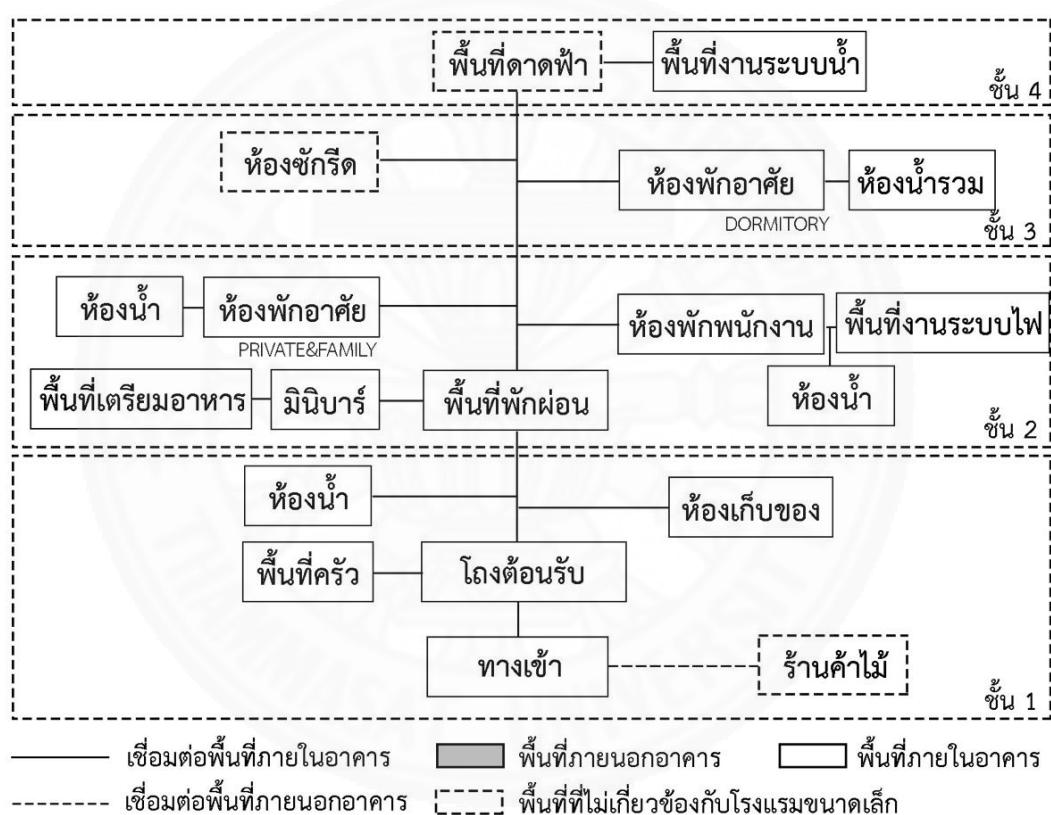 พื้นที่ดาดฟ้า พื้นที่งานระบบน้ำ
ชั้น 4
ห้องซักรีด
ห้องพักอาศัย ห้องน้ำรวม
DORMITORY
ชั้น 3
ห้องน้ำ ห้องพักอาศัย
PRIVATE&FAMILY
ห้องพักพนักงาน พื้นที่งานระบบไฟ
พื้นที่เตรียมอาหาร มินิบาร์ พื้นที่พักผ่อน
ห้องน้ำ
ชั้น 2
ห้องน้ำ
ห้องเก็บของ
พื้นที่ครัว โถงต้อนรับ
ทางเข้า ร้านค้าไม้
ชั้น 1
เชื่อมต่อพื้นที่ภายในอาคาร พื้นที่ภายนอกอาคาร พื้นที่ภายในอาคาร
เชื่อมต่อพื้นที่ภายนอกอาคาร พื้นที่ที่ไม่เกี่ยวข้องกับโรงแรมขนาดเล็ก
THAMMASAT UNIVERSITY